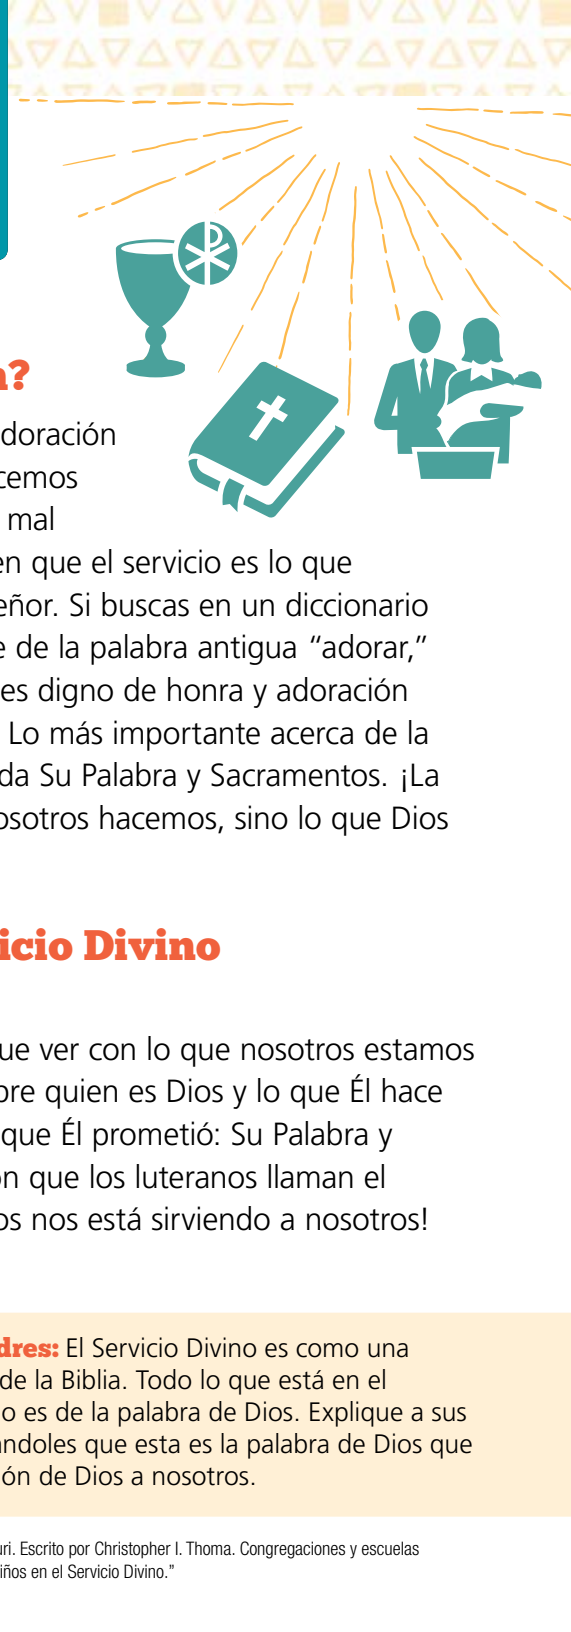 a?
doración
cemos
mal
en que el servicio es lo que
eñor. Si buscas en un diccionario
e de la palabra antigua “adorar,”
es digno de honra y adoración
Lo más importante acerca de la
da Su Palabra y Sacramentos. ¡La
osotros hacemos, sino lo que Dios
icio Divino
ue ver con lo que nosotros estamos
bre quien es Dios y lo que Él hace
que Él prometió: Su Palabra y
ón que los luteranos llaman el
os nos está sirviendo a nosotros!
dres: El Servicio Divino es como una
de la Biblia. Todo lo que está en el
o es de la palabra de Dios. Explique a sus
ándoles que esta es la palabra de Dios que
ión de Dios a nosotros.
uri. Escrito por Christopher I. Thoma. Congregaciones y escuelas
iños en el Servicio Divino.”